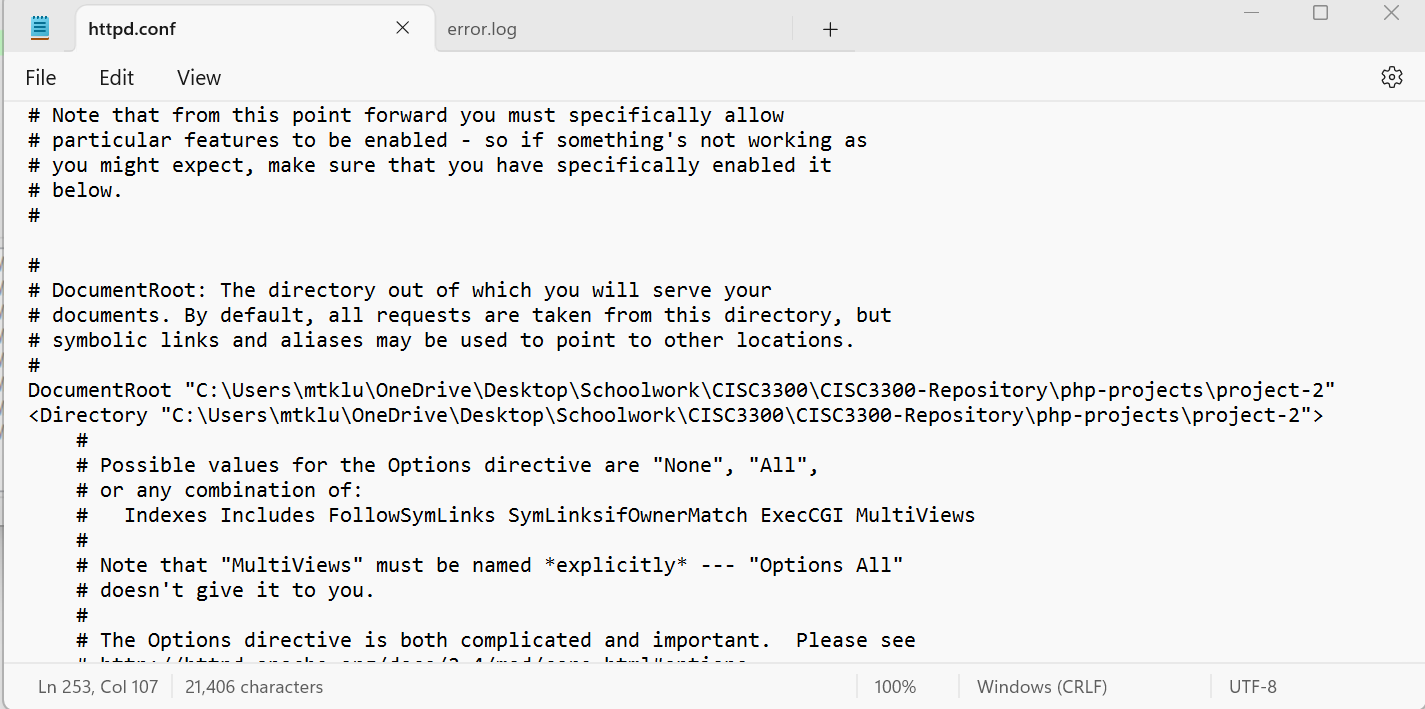 httpd.conf
error.log
File Edit View
# Note that from this point forward you must specifically allow
# particular features to be enabled - so if something's not working as
# you might expect, make sure that you have specifically enabled it
# below.
#
#
# DocumentRoot: The directory out of which you will serve your
# documents. By default, all requests are taken from this directory, but
# symbolic links and aliases may be used to point to other locations.
#
DocumentRoot "C:\Users\mtklu\OneDrive\Desktop\Schoolwork\CISC3300\CISC3300-Repository\php-projects\project-2"
<Directory "C:\Users\mtklu\OneDrive\Desktop\Schoolwork\CISC3300\CISC3300-Repository\php-projects\project-2">
#
# Possible values for the Options directive are "None", "All",
# or any combination of:
#   Indexes Includes FollowSymLinks SymLinksifOwnerMatch ExecCGI MultiViews
#
# Note that "MultiViews" must be named *explicitly* --- "Options All"
# doesn't give it to you.
#
# The Options directive is both complicated and important.  Please see
Ln 253, Col 107 21,406 characters 100% Windows (CRLF) UTF-8